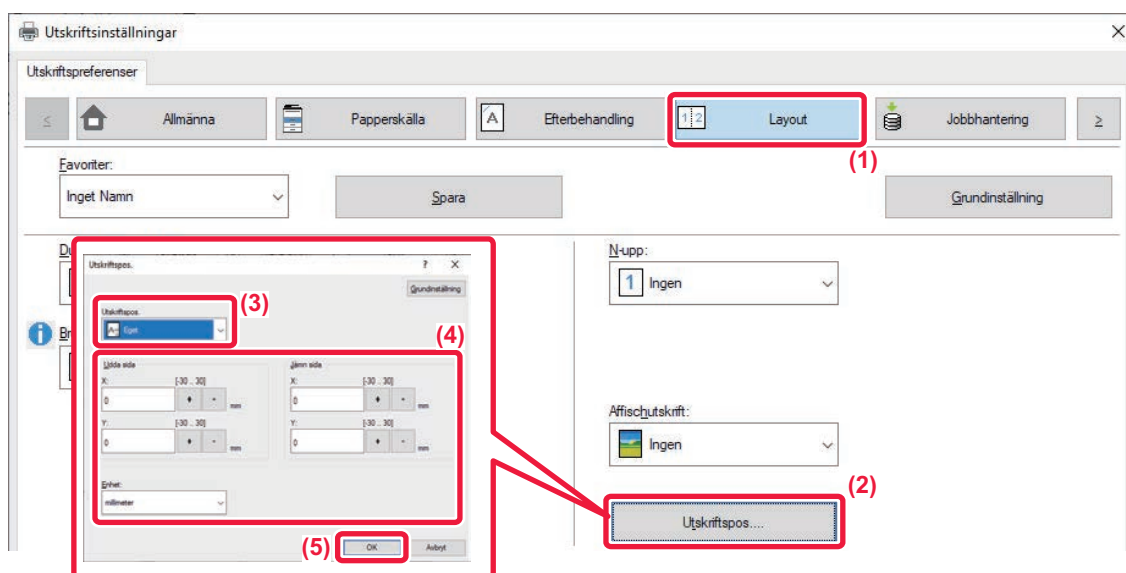 Utskriftsinställningar
Utskriftspreferenser
< Allmänna Papperskälla Efterbehandling Layout Jobbhantering >
(1)
Favoriter:
Inget Namn Spara Grundinställning
N-upp:
1 Ingen
Utskriftspos. ? X
Grundinställning
(3)
Utskriftspos.
Eget
(4)
Udda sida Jämn sida
X: [-30 .. 30] X: [-30 .. 30]
0 + - mm 0 + - mm
Y: [-30 .. 30] Y: [-30 .. 30]
0 + - mm 0 + - mm
Enhet:
millimeter
(5) OK Avbryt
Affischutskrift:
Ingen
(2)
Utskriftspos....